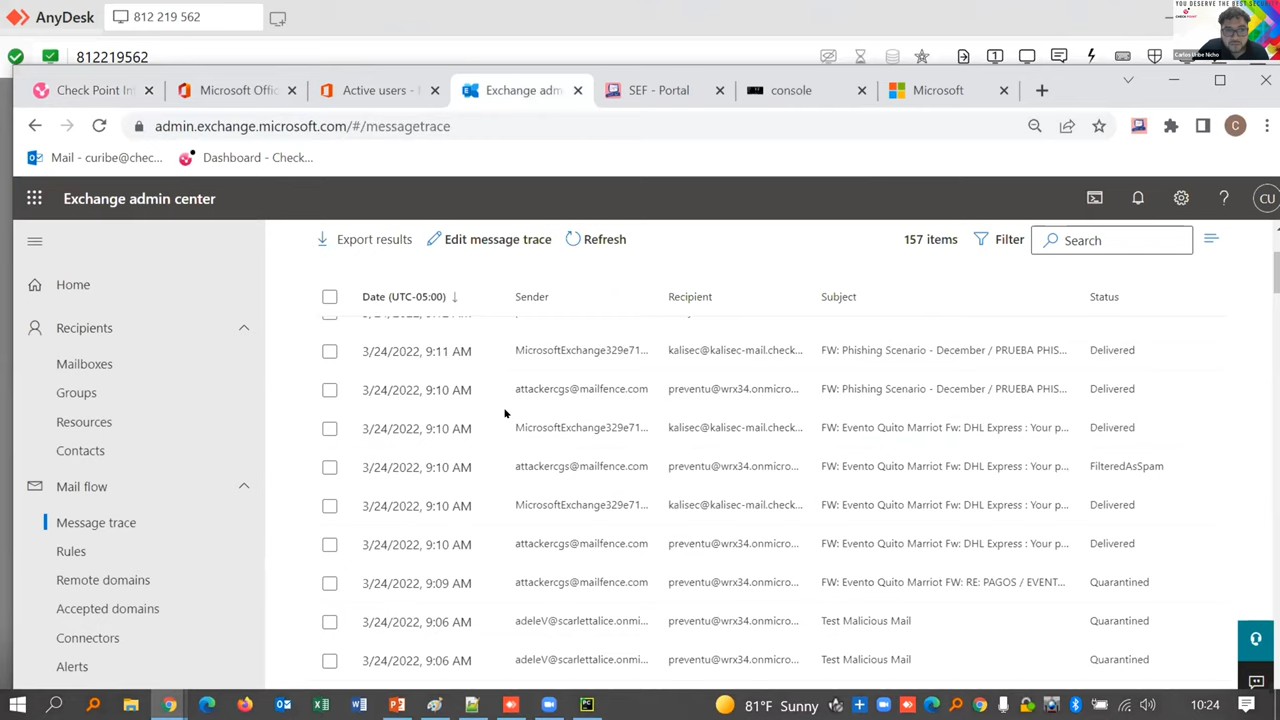 AnyDesk
812 219 562
YOU DESERVE THE BEST SECURITY
CHECK POINT
Carlos Uribe Nicho
812219562
Check Point In
Microsoft Offic
Active users -
Exchange adm
SEF - Portal
console
Microsoft
admin.exchange.microsoft.com/#/messagetrace
Mail - curibe@chec...
Dashboard - Check...
Exchange admin center
CU
Export results
Edit message trace
Refresh
157 items
Filter
Search
Home
Recipients
Mailboxes
Groups
Resources
Contacts
Mail flow
Message trace
Rules
Remote domains
Accepted domains
Connectors
Alerts
Date (UTC-05:00) Sender Recipient Subject Status
3/24/2022, 9:11 AM MicrosoftExchange329e71... kalisec@kalisec-mail.check... FW: Phishing Scenario - December / PRUEBA PHIS... Delivered
3/24/2022, 9:10 AM attackercgs@mailfence.com preventu@wrx34.onmicro... FW: Phishing Scenario - December / PRUEBA PHIS... Delivered
3/24/2022, 9:10 AM MicrosoftExchange329e71... kalisec@kalisec-mail.check... FW: Evento Quito Marriot Fw: DHL Express : Your p... Delivered
3/24/2022, 9:10 AM attackercgs@mailfence.com preventu@wrx34.onmicro... FW: Evento Quito Marriot Fw: DHL Express : Your p... FilteredAsSpam
3/24/2022, 9:10 AM MicrosoftExchange329e71... kalisec@kalisec-mail.check... FW: Evento Quito Marriot Fw: DHL Express : Your p... Delivered
3/24/2022, 9:10 AM attackercgs@mailfence.com preventu@wrx34.onmicro... FW: Evento Quito Marriot Fw: DHL Express : Your p... Delivered
3/24/2022, 9:09 AM attackercgs@mailfence.com preventu@wrx34.onmicro... FW: Evento Quito Marriot FW: RE: PAGOS / EVENT... Quarantined
3/24/2022, 9:06 AM adeleV@scarlettalice.onmi... preventu@wrx34.onmicro... Test Malicious Mail Quarantined
3/24/2022, 9:06 AM adeleV@scarlettalice.onmi... preventu@wrx34.onmicro... Test Malicious Mail Quarantined
81°F Sunny
10:24